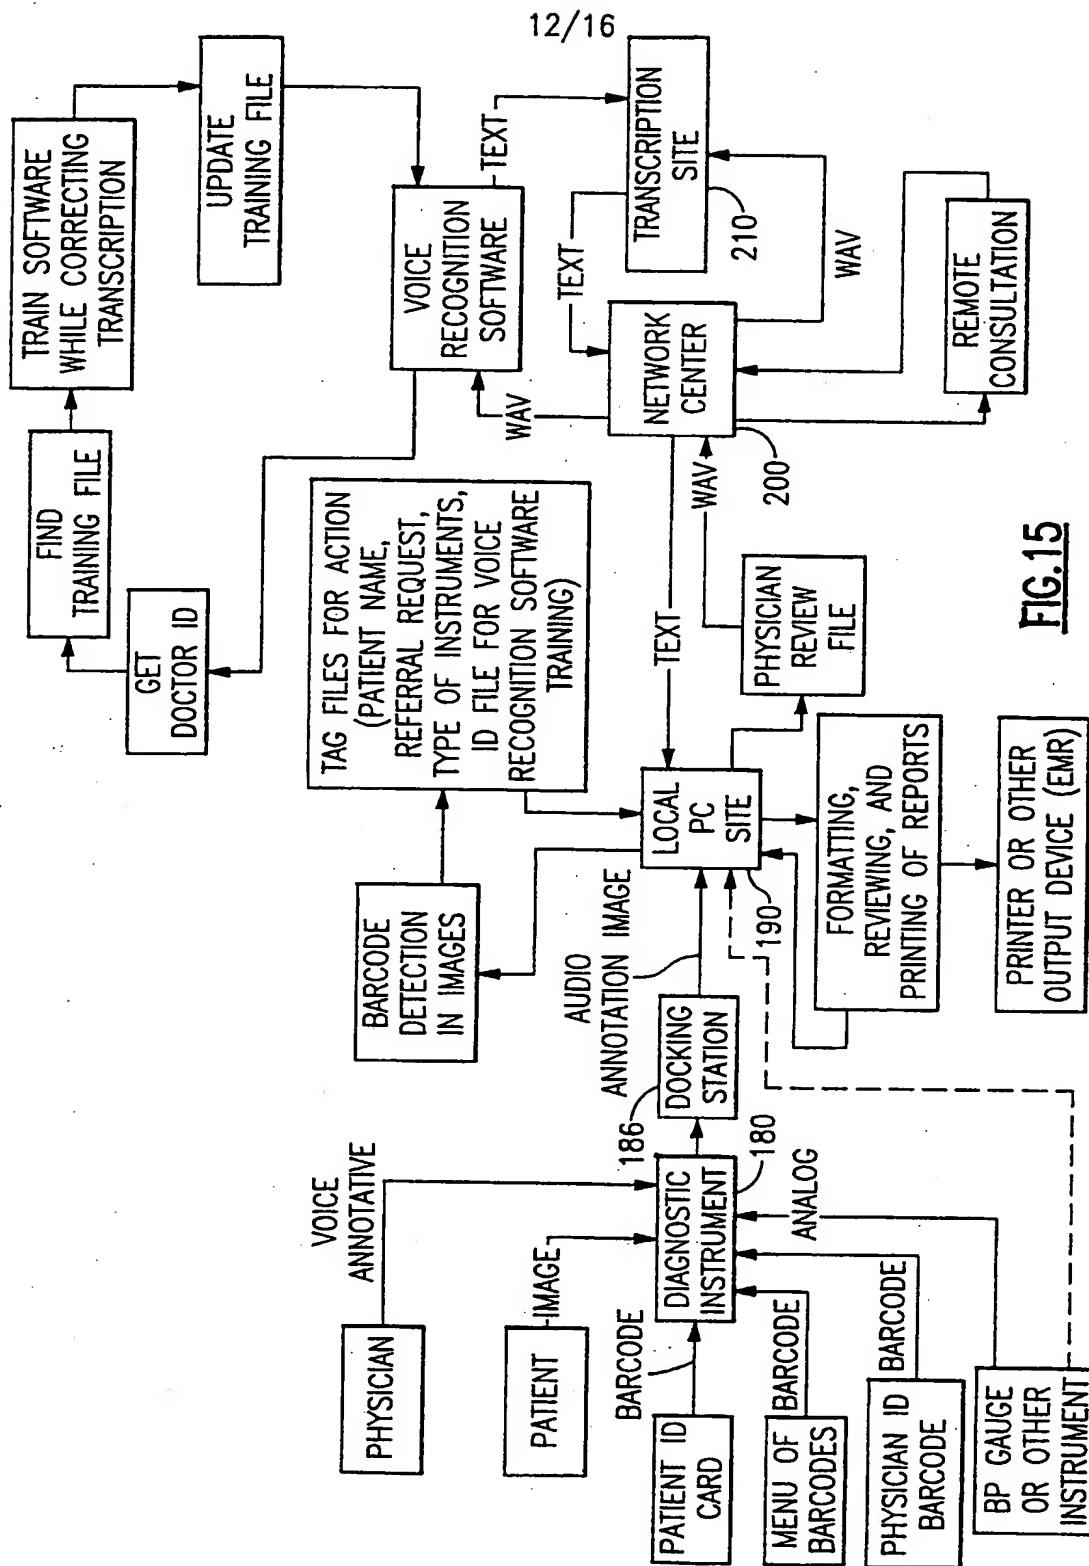 12/16
TRAIN SOFTWARE
WHILE CORRECTING
TRANSCRIPTION
UPDATE
TRAINING FILE
FIND
TRAINING FILE
GET
DOCTOR ID
VOICE
RECOGNITION
SOFTWARE
TEXT
TRANSCRIPTION
SITE
210
TEXT
WAV
WAV
NETWORK
CENTER
200
REMOTE
CONSULTATION
TAG FILES FOR ACTION
(PATIENT NAME,
REFERRAL REQUEST,
TYPE OF INSTRUMENTS,
ID FILE FOR VOICE
RECOGNITION SOFTWARE
TRAINING)
BARCODE
DETECTION
IN IMAGES
TEXT
WAV
PHYSICIAN
REVIEW
FILE
LOCAL
PC
SITE
190
AUDIO
ANNOTATION IMAGE
FORMATTING,
REVIEWING, AND
PRINTING OF REPORTS
PRINTER OR OTHER
OUTPUT DEVICE (EMR)
DOCKING
STATION
186
VOICE
ANNOTATIVE
PHYSICIAN
PATIENT
IMAGE
DIAGNOSTIC
INSTRUMENT
180
BARCODE
PATIENT ID
CARD
MENU OF
BARCODES
BARCODE
PHYSICIAN ID
BARCODE
BARCODE
ANALOG
BP GAUGE
OR OTHER
INSTRUMENT
FIG.15